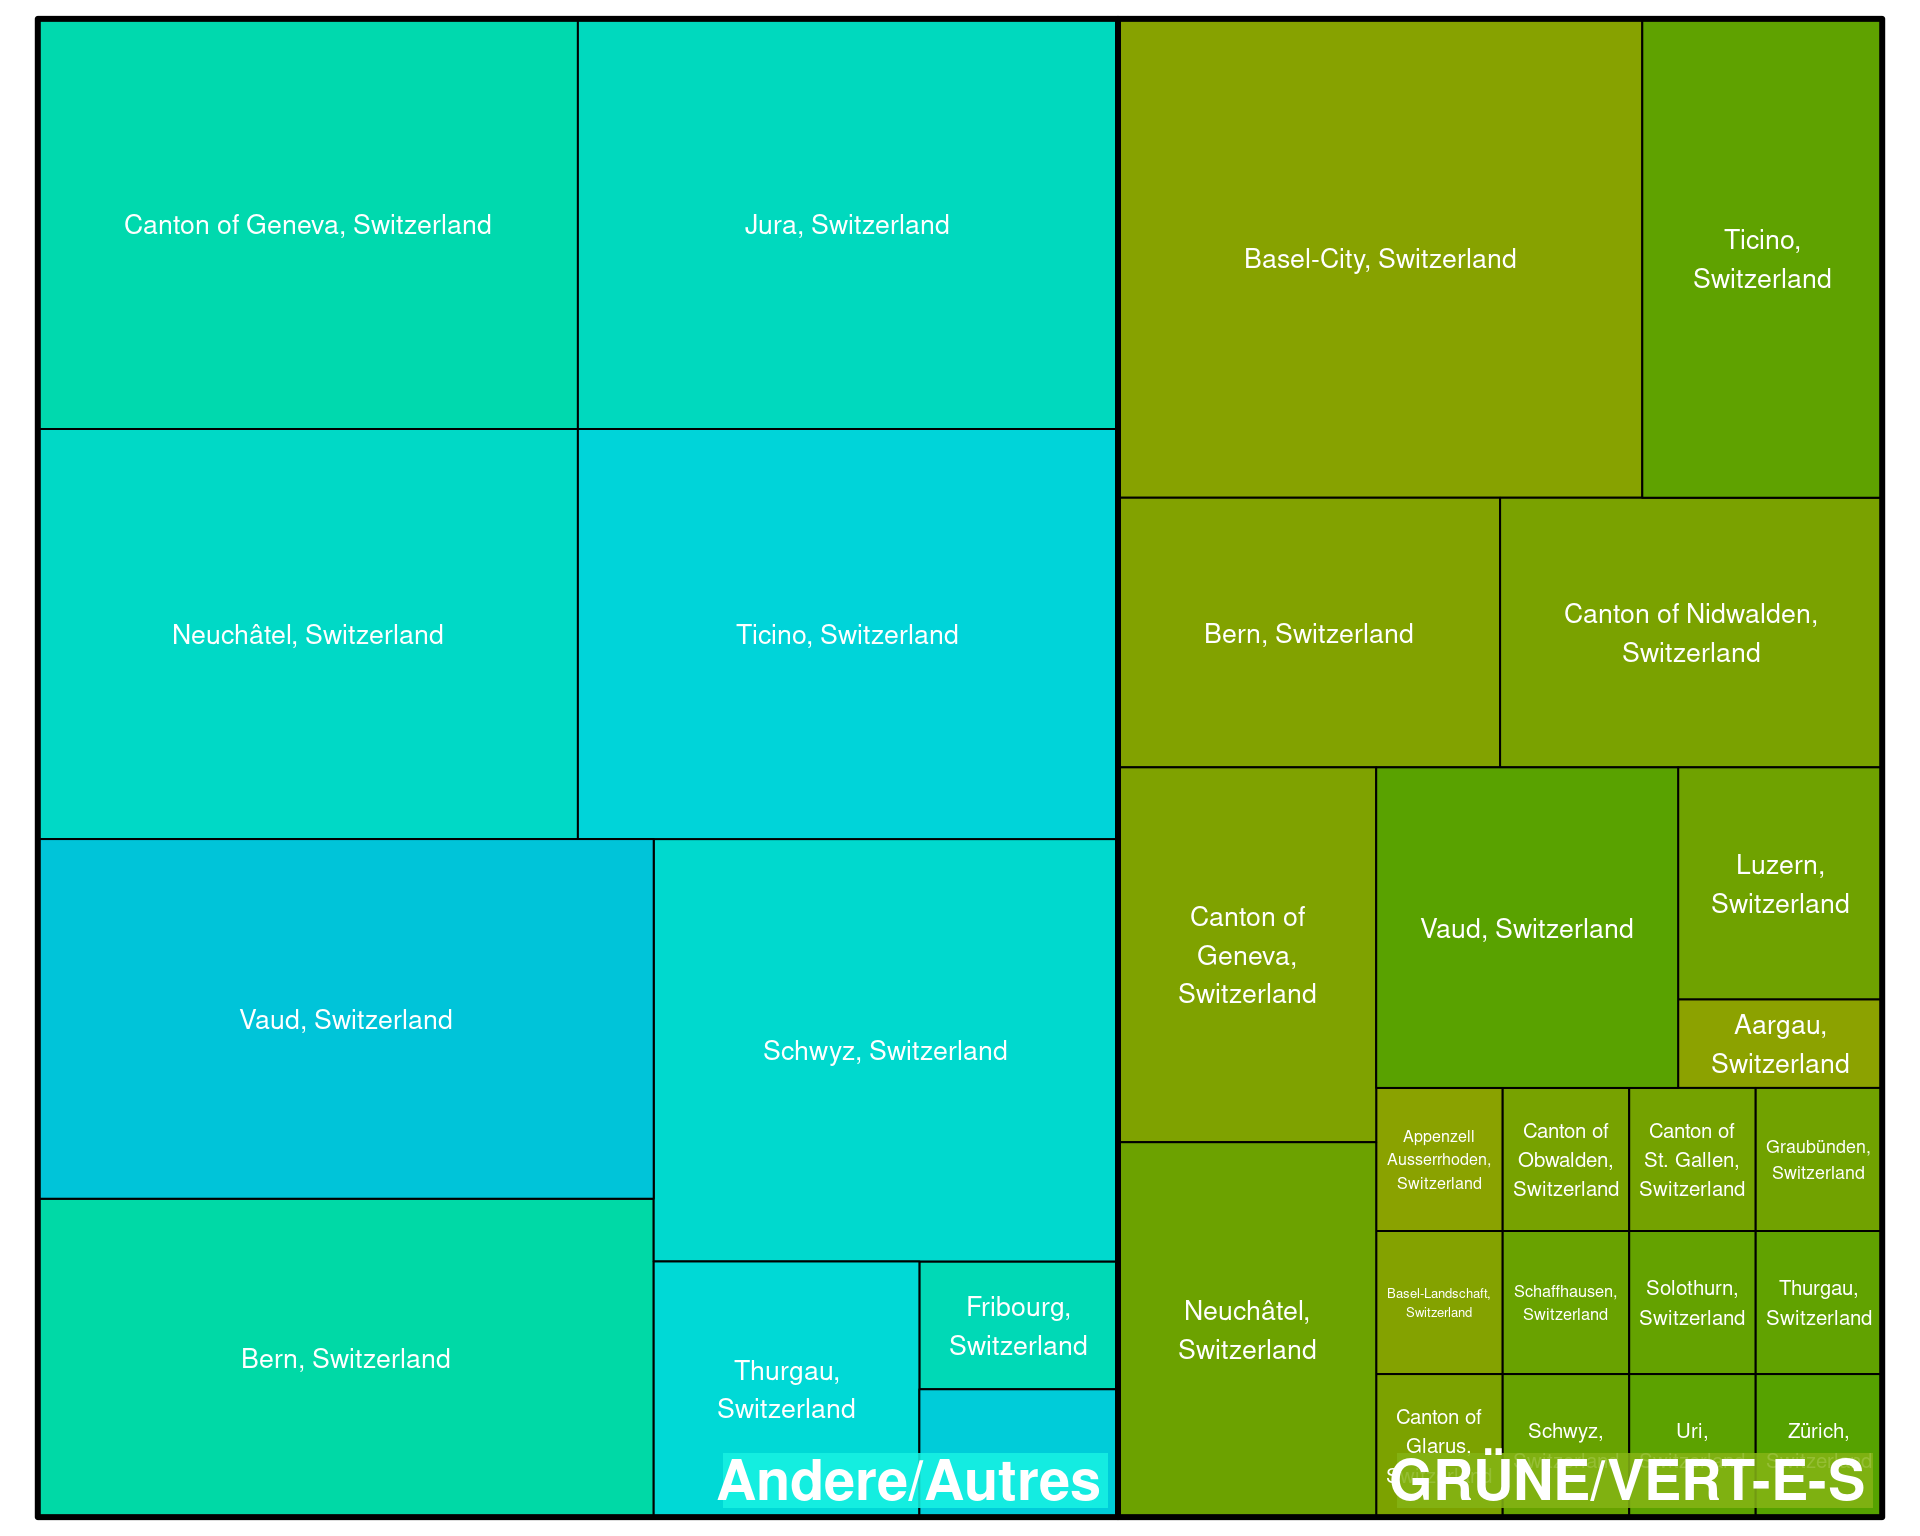 Canton of Geneva, Switzerland
Jura, Switzerland
Neuchâtel, Switzerland
Ticino, Switzerland
Vaud, Switzerland
Schwyz, Switzerland
Bern, Switzerland
Thurgau,
Switzerland
Fribourg,
Switzerland
Andere/Autres
Basel-City, Switzerland
Ticino,
Switzerland
Bern, Switzerland
Canton of Nidwalden,
Switzerland
Canton of
Geneva,
Switzerland
Vaud, Switzerland
Luzern,
Switzerland
Aargau,
Switzerland
Neuchâtel,
Switzerland
Appenzell
Ausserrhoden,
Switzerland
Canton of
Obwalden,
Switzerland
Canton of
St. Gallen,
Switzerland
Graubünden,
Switzerland
Basel-Landschaft,
Switzerland
Schaffhausen,
Switzerland
Solothurn,
Switzerland
Thurgau,
Switzerland
Canton of
Glarus,
Schwyz,
Uri,
Zürich,
GRÜNE/VERT-E-S